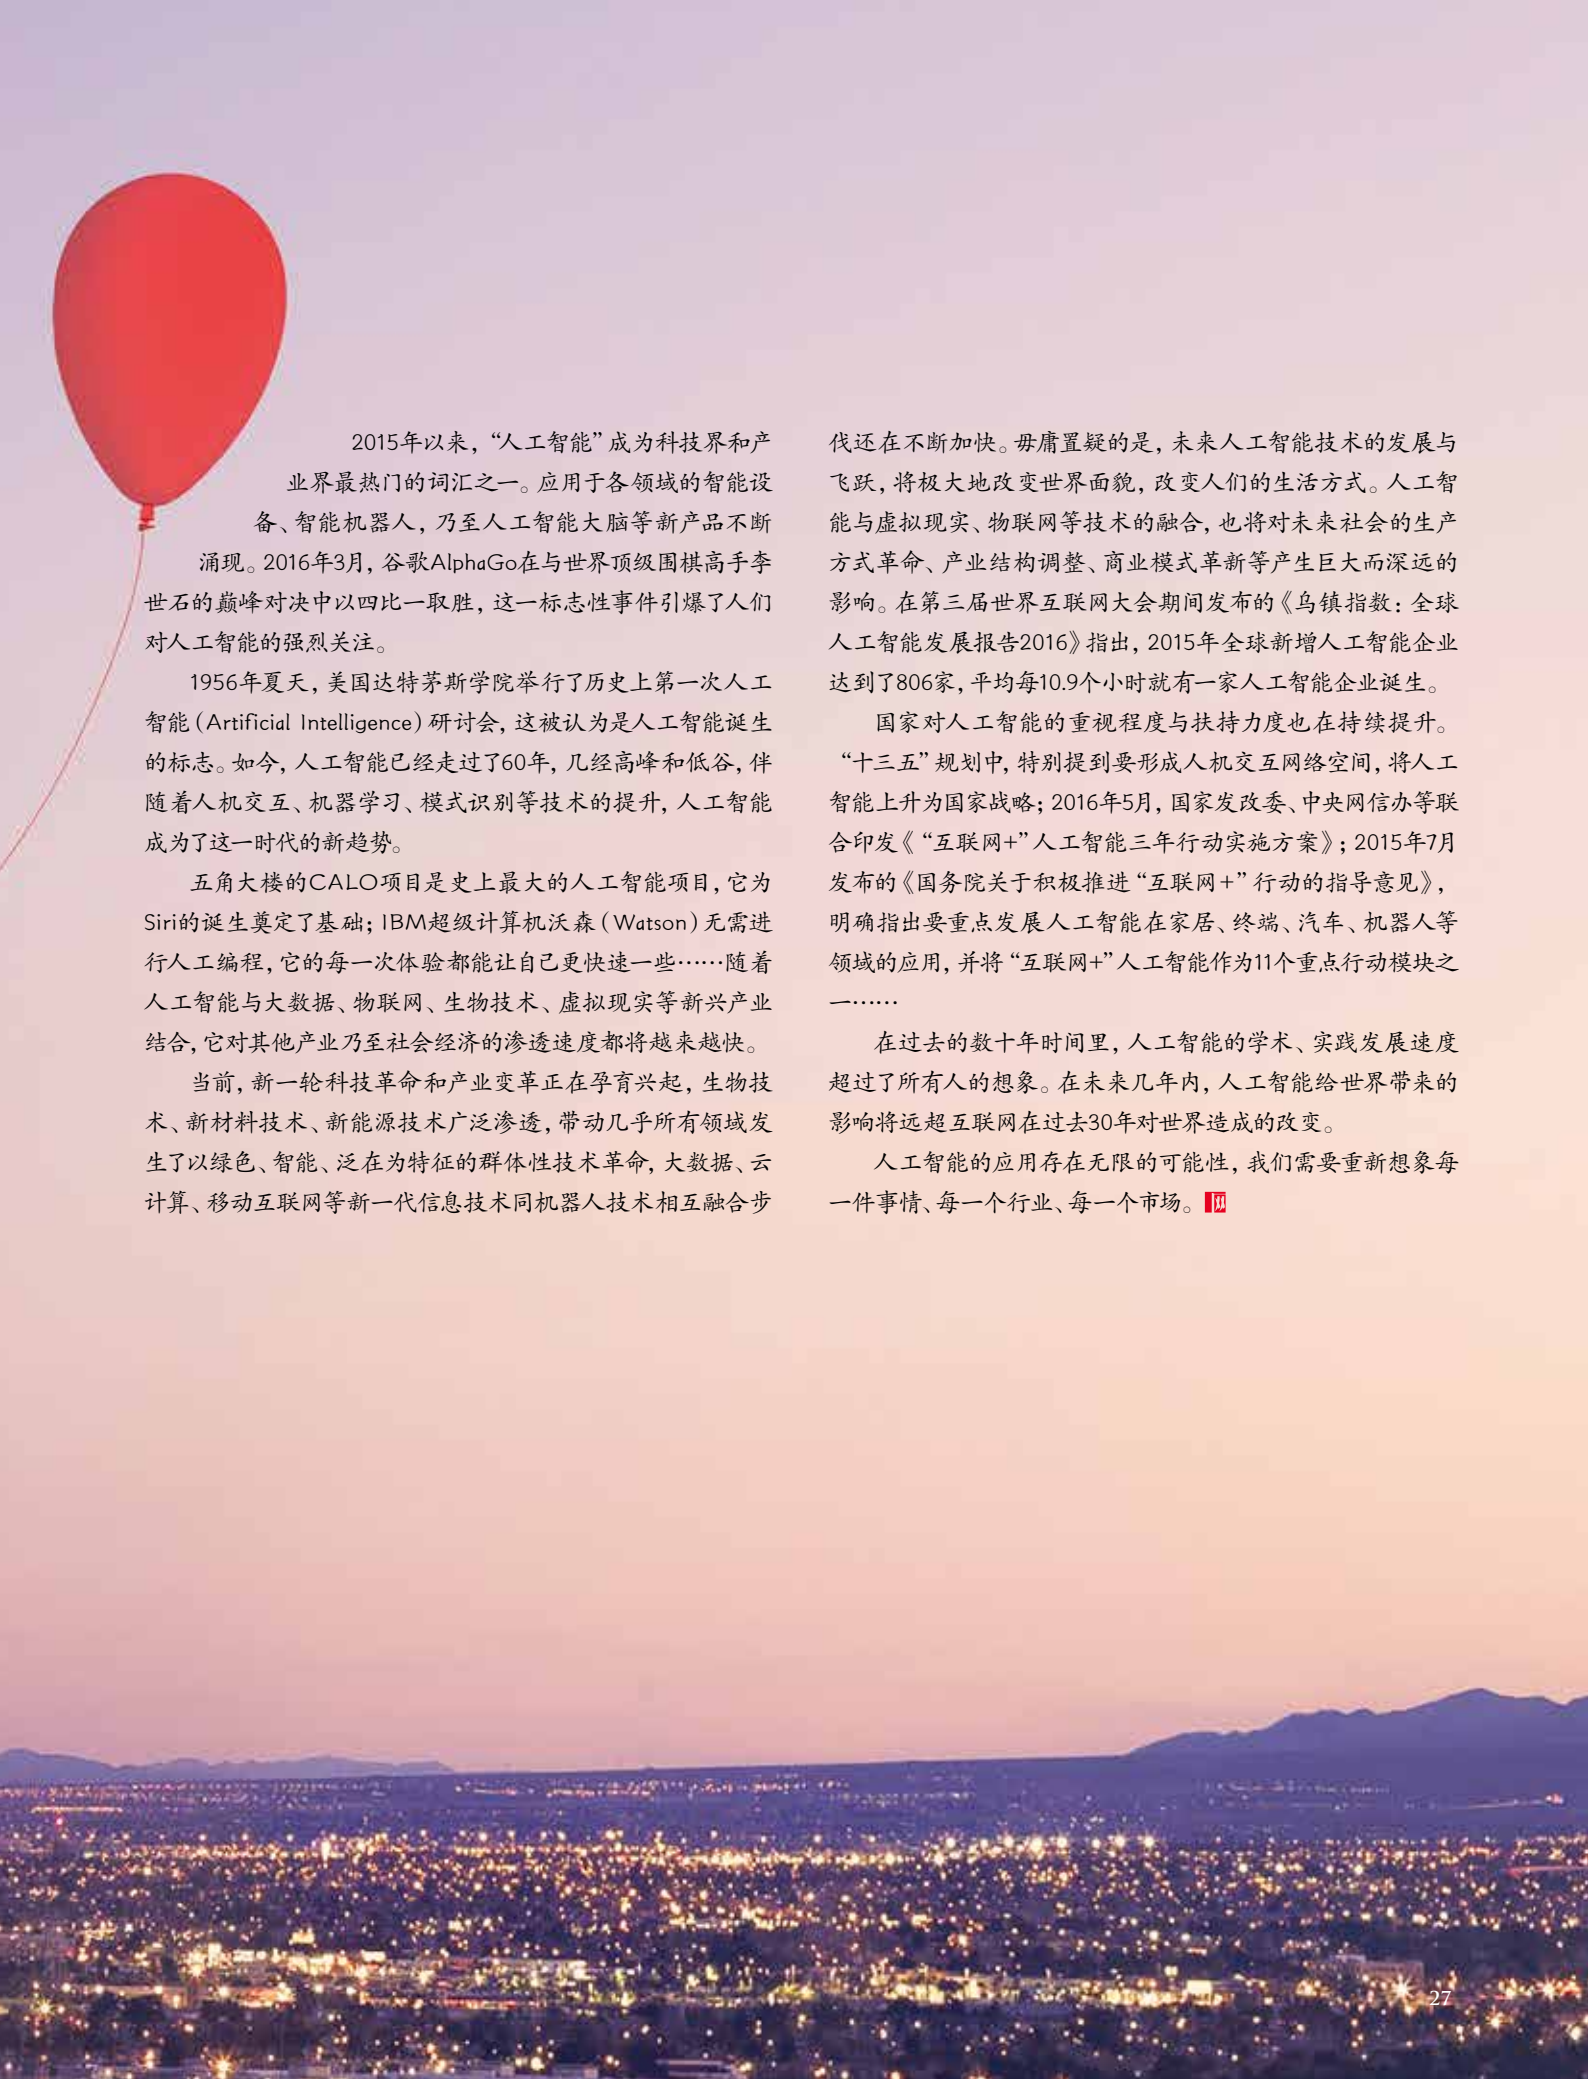 2015年以来，“人工智能”成为科技界和产
业界最热门的词汇之一。应用于各领域的智能设
备、智能机器人，乃至人工智能大脑等新产品不断
涌现。2016年3月，谷歌AlphaGo在与世界顶级围棋高手李
世石的巅峰对决中以四比一取胜，这一标志性事件引爆了人们
对人工智能的强烈关注。
1956年夏天，美国达特茅斯学院举行了历史上第一次人工
智能（Artificial Intelligence）研讨会，这被认为是人工智能诞生
的标志。如今，人工智能已经走过了60年，几经高峰和低谷，伴
随着人机交互、机器学习、模式识别等技术的提升，人工智能
成为了这一时代的新趋势。
五角大楼的CALO项目是史上最大的人工智能项目，它为
Siri的诞生奠定了基础；IBM超级计算机沃森（Watson）无需进
行人工编程，它的每一次体验都能让自己更快速一些……随着
人工智能与大数据、物联网、生物技术、虚拟现实等新兴产业
结合，它对其他产业乃至社会经济的渗透速度都将越来越快。
当前，新一轮科技革命和产业变革正在孕育兴起，生物技
术、新材料技术、新能源技术广泛渗透，带动几乎所有领域发
生了以绿色、智能、泛在为特征的群体性技术革命，大数据、云
计算、移动互联网等新一代信息技术同机器人技术相互融合步
伐还在不断加快。毋庸置疑的是，未来人工智能技术的发展与
飞跃，将极大地改变世界面貌，改变人们的生活方式。人工智
能与虚拟现实、物联网等技术的融合，也将对未来社会的生产
方式革命、产业结构调整、商业模式革新等产生巨大而深远的
影响。在第三届世界互联网大会期间发布的《乌镇指数：全球
人工智能发展报告2016》指出，2015年全球新增人工智能企业
达到了806家，平均每10.9个小时就有一家人工智能企业诞生。
国家对人工智能的重视程度与扶持力度也在持续提升。
“十三五”规划中，特别提到要形成人机交互网络空间，将人工
智能上升为国家战略；2016年5月，国家发改委、中央网信办等联
合印发《“互联网+”人工智能三年行动实施方案》；2015年7月
发布的《国务院关于积极推进“互联网+”行动的指导意见》，
明确指出要重点发展人工智能在家居、终端、汽车、机器人等
领域的应用，并将“互联网+”人工智能作为11个重点行动模块之
一……
在过去的数十年时间里，人工智能的学术、实践发展速度
超过了所有人的想象。在未来几年内，人工智能给世界带来的
影响将远超互联网在过去30年对世界造成的改变。
人工智能的应用存在无限的可能性，我们需要重新想象每
一件事情、每一个行业、每一个市场。
27